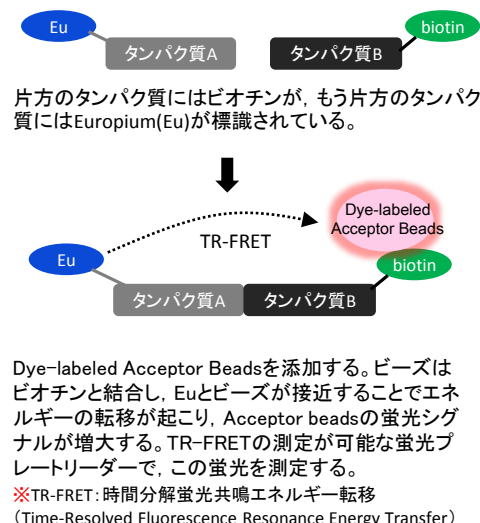 Eu
biotin
タンパク質A
タンパク質B
片方のタンパク質にはビオチンが, もう片方のタンパク
質にはEuropium(Eu)が標識されている。
Dye-labeled
Acceptor Beads
TR-FRET
Eu
biotin
タンパク質A
タンパク質B
Dye-labeled Acceptor Beadsを添加する。ビーズは
ビオチンと結合し, Euとビーズが接近することでエネ
ルギーの転移が起こり, Acceptor beadsの蛍光シグ
ナルが増大する。TR-FRETの測定が可能な蛍光プ
レートリーダーで, この蛍光を測定する。
※TR-FRET:時間分解蛍光共鳴エネルギー転移
(Time-Resolved Fluorescence Resonance Energy Transfer)